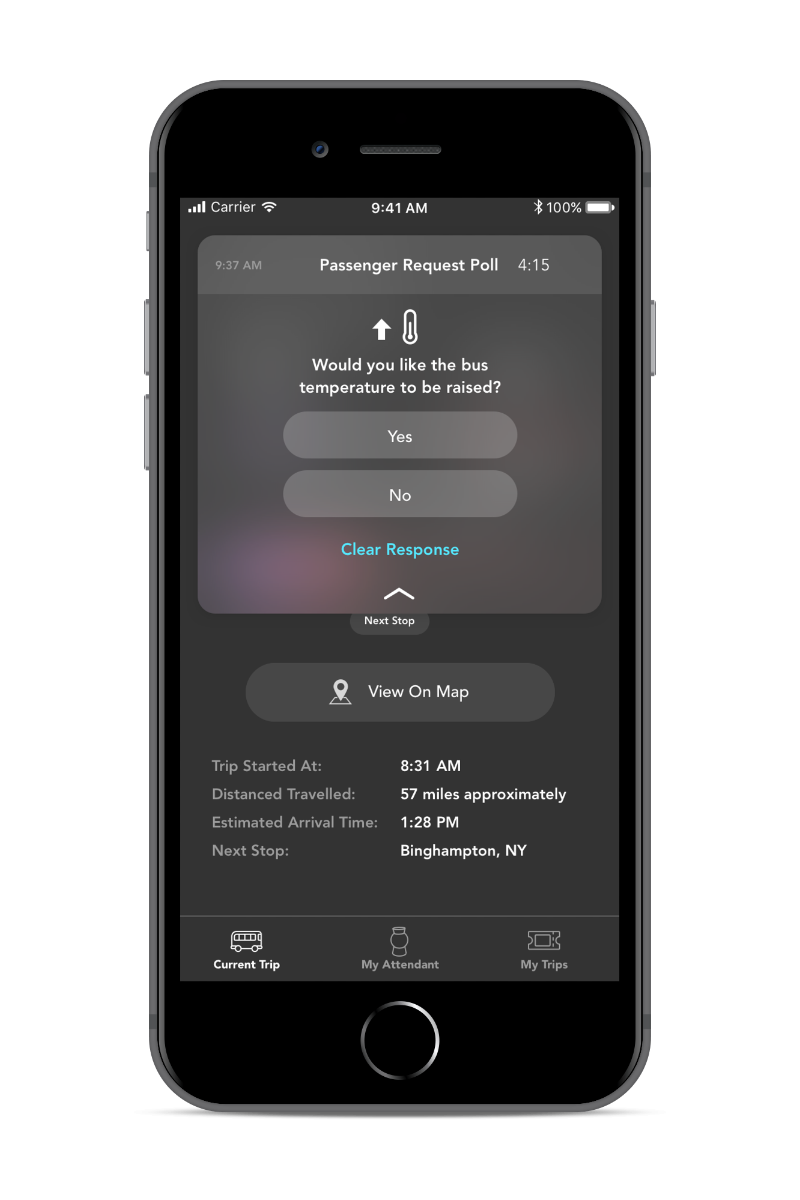 Carrier 9:41 AM 100%
9:37 AM Passenger Request Poll 4:15
Would you like the bus
temperature to be raised?
Yes
No
Clear Response
Next Stop
View On Map
Trip Started At: 8:31 AM
Distanced Travelled: 57 miles approximately
Estimated Arrival Time: 1:28 PM
Next Stop: Binghampton, NY
Current Trip My Attendant My Trips